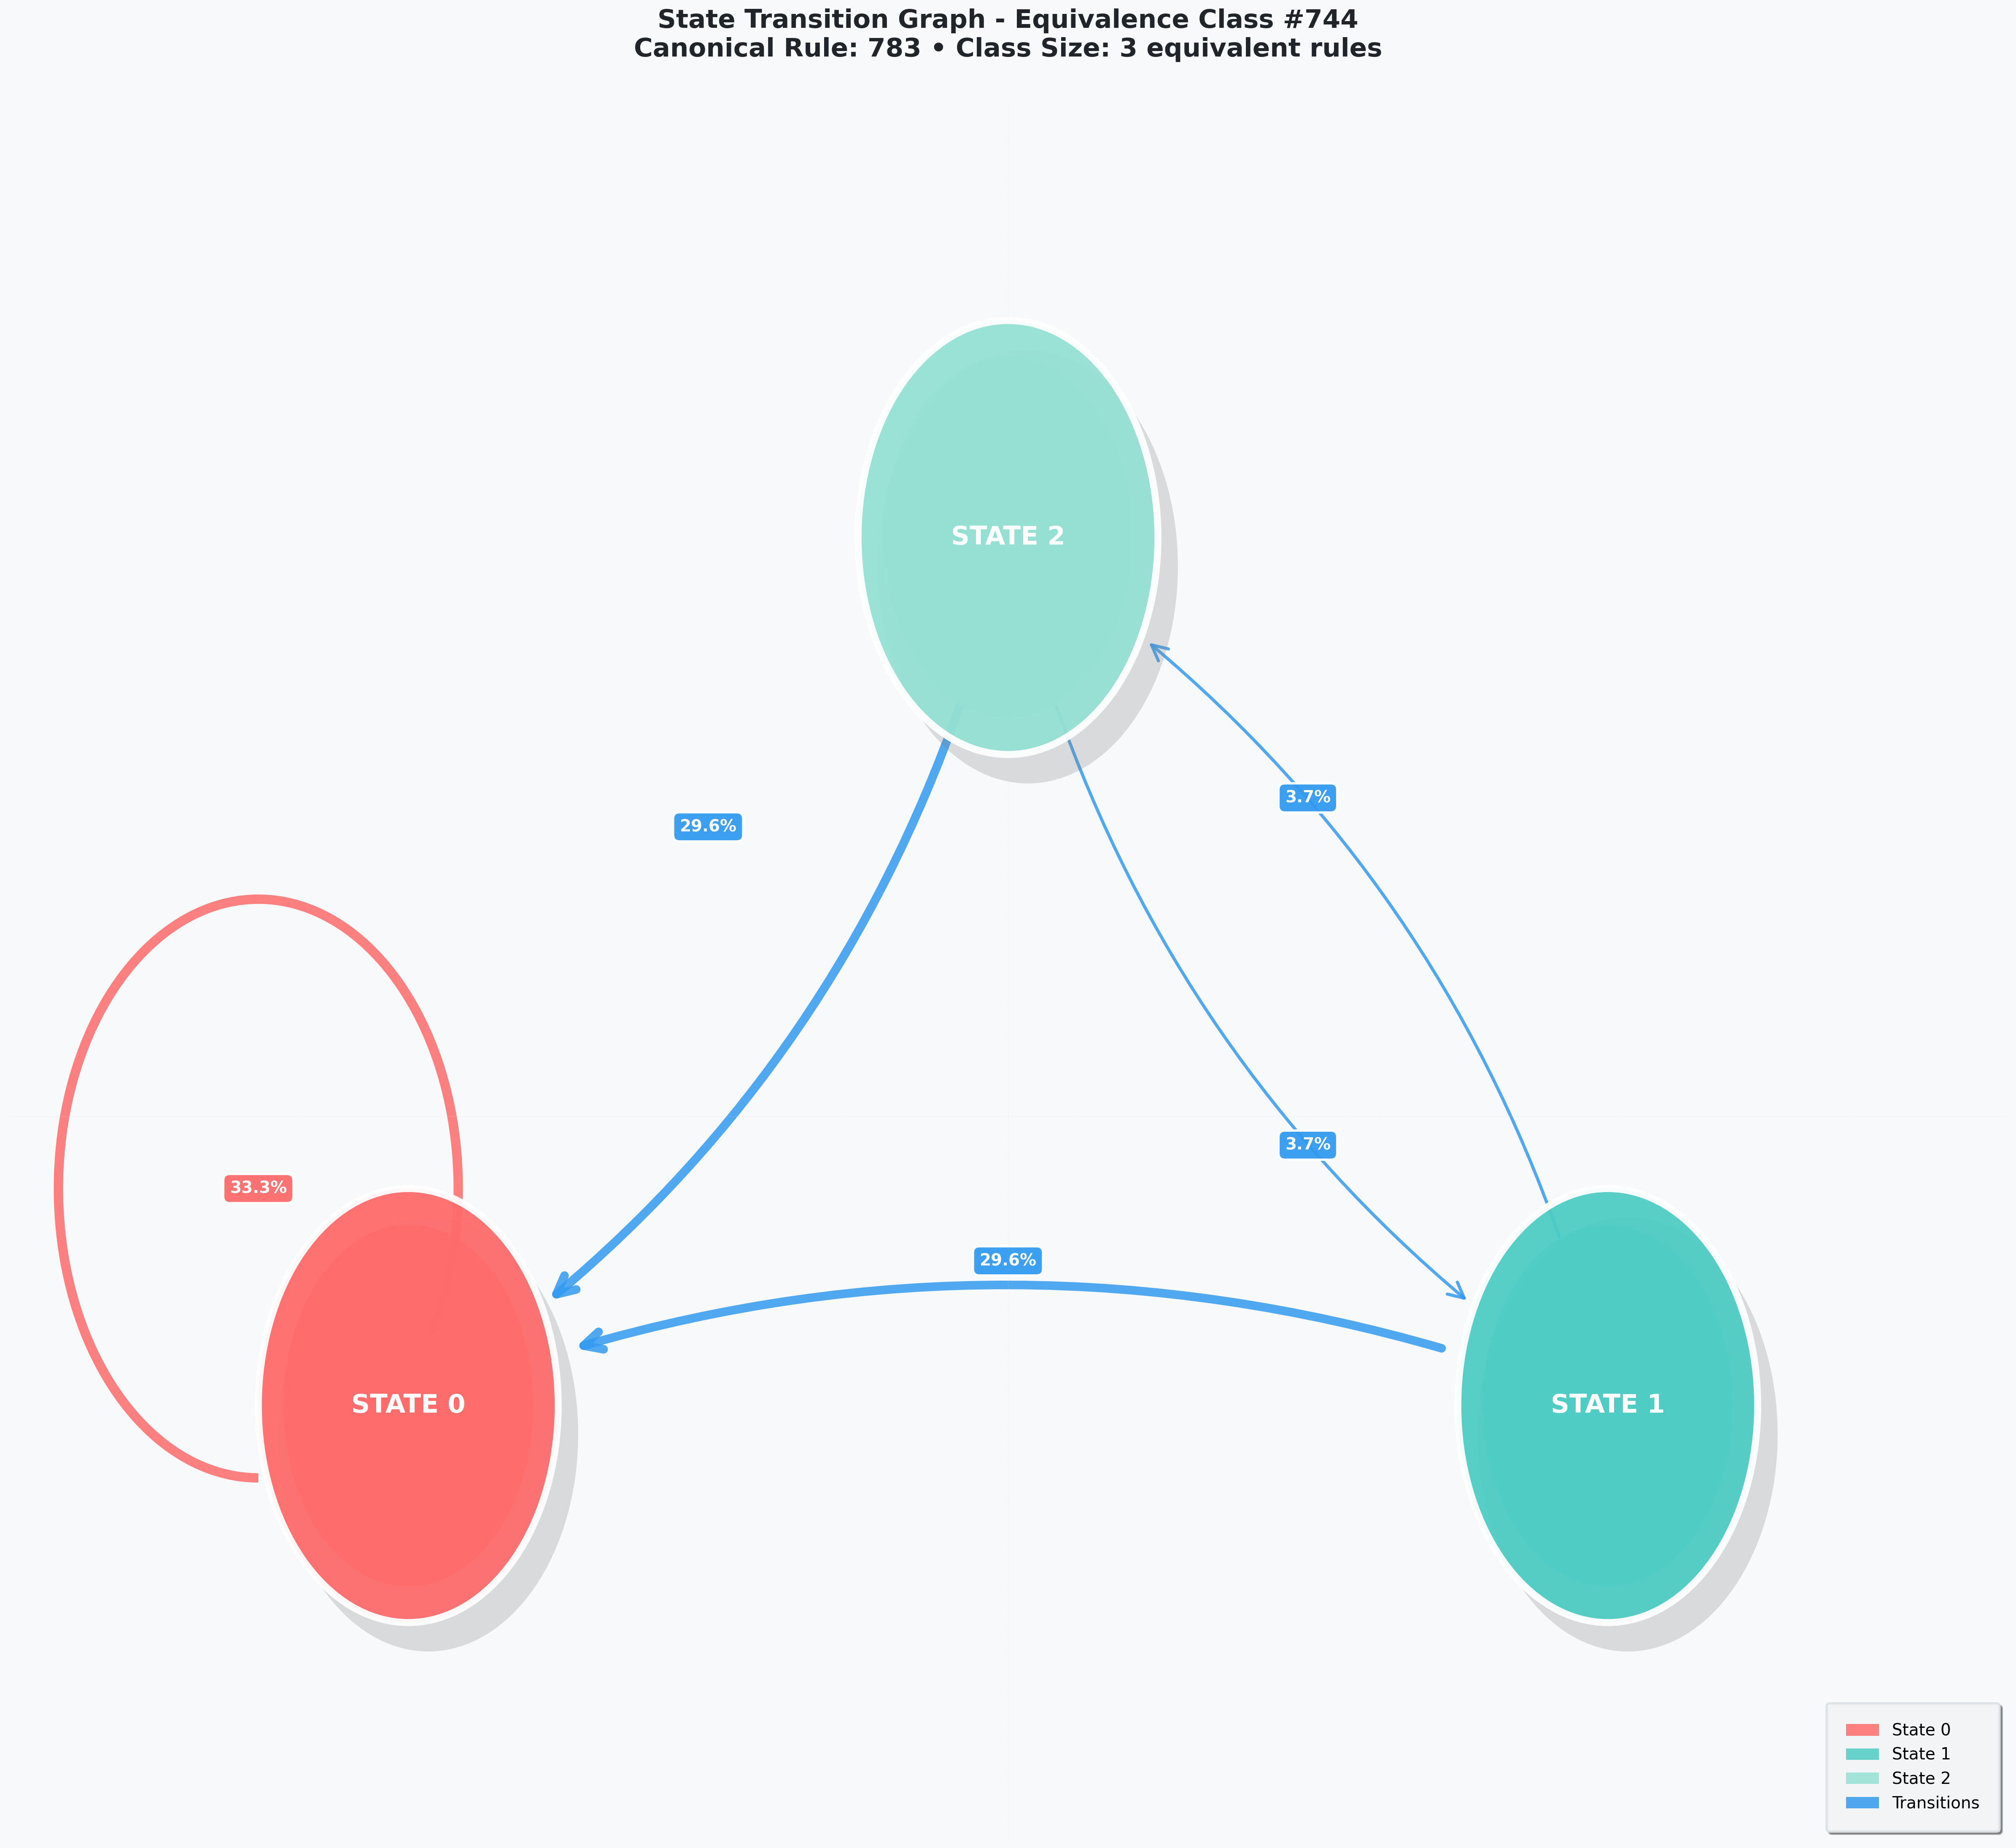 State Transition Graph - Equivalence Class #744
Canonical Rule: 783 • Class Size: 3 equivalent rules
STATE 2
3.7%
29.6%
3.7%
33.3%
29.6%
STATE 0
STATE 1
State 0
State 1
State 2
Transitions